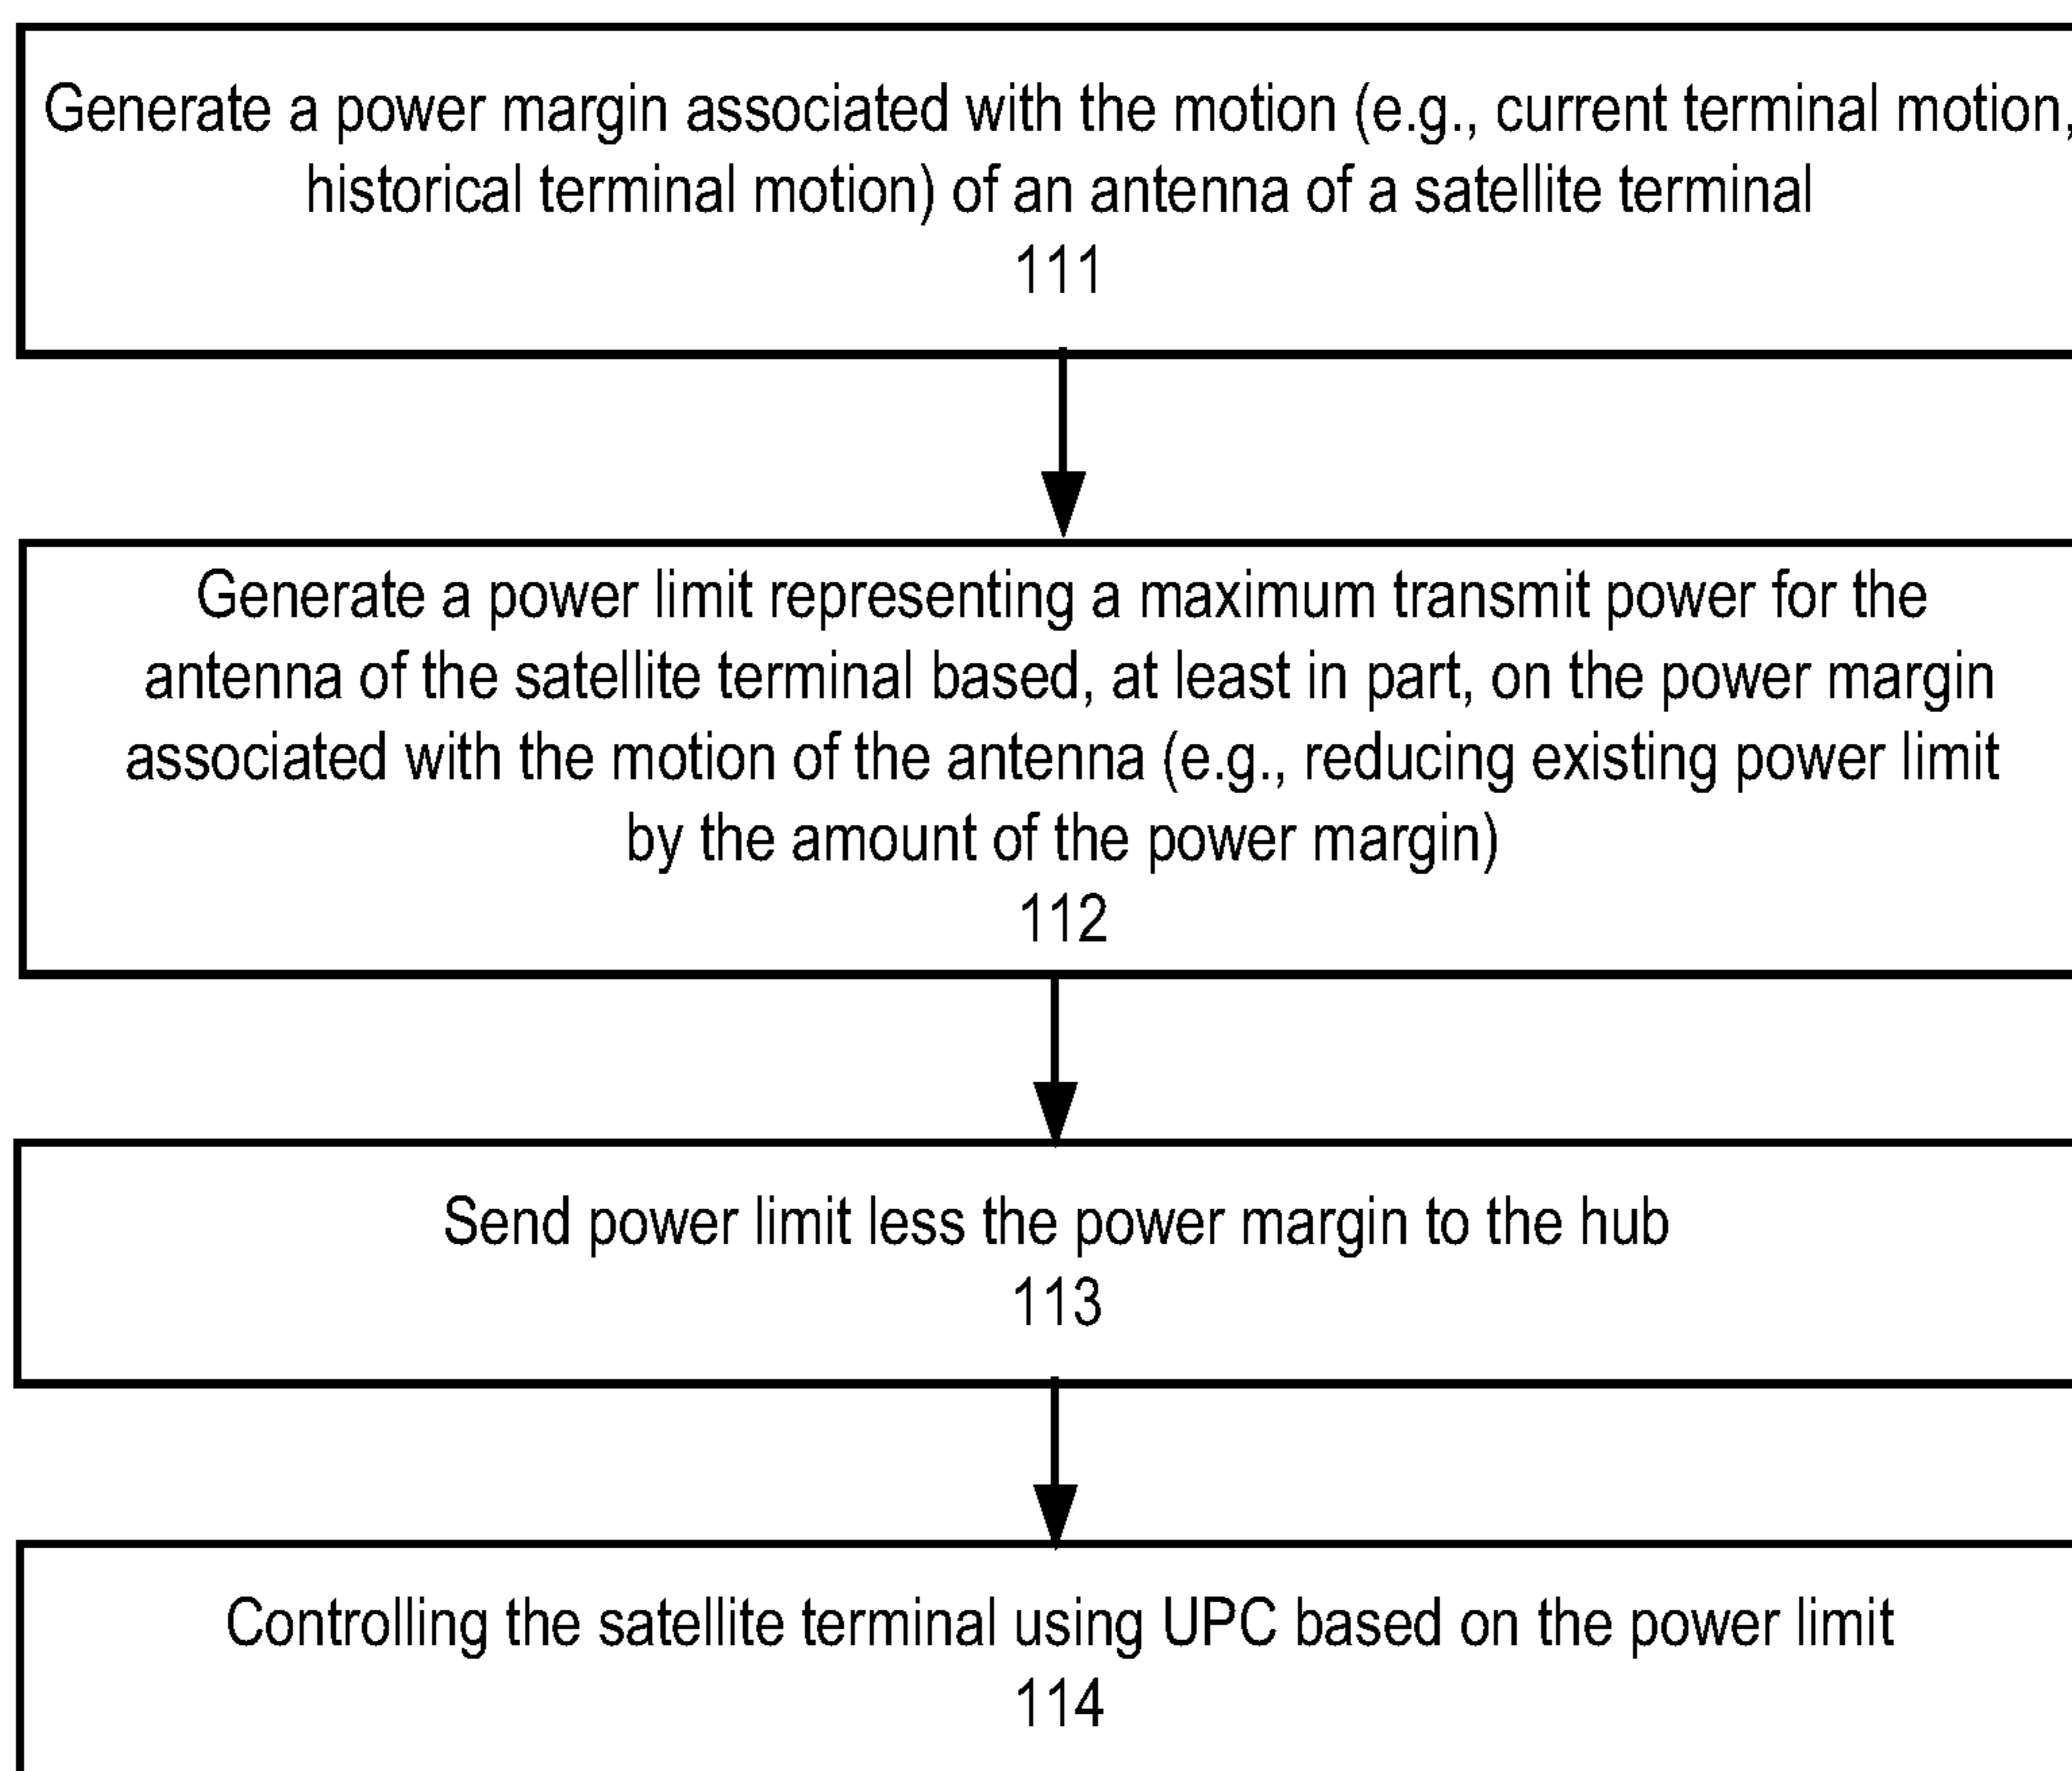 Generate a power margin associated with the motion (e.g., current terminal motion,
historical terminal motion) of an antenna of a satellite terminal
111
Generate a power limit representing a maximum transmit power for the
antenna of the satellite terminal based, at least in part, on the power margin
associated with the motion of the antenna (e.g., reducing existing power limit
by the amount of the power margin)
112
Send power limit less the power margin to the hub
113
Controlling the satellite terminal using UPC based on the power limit
114